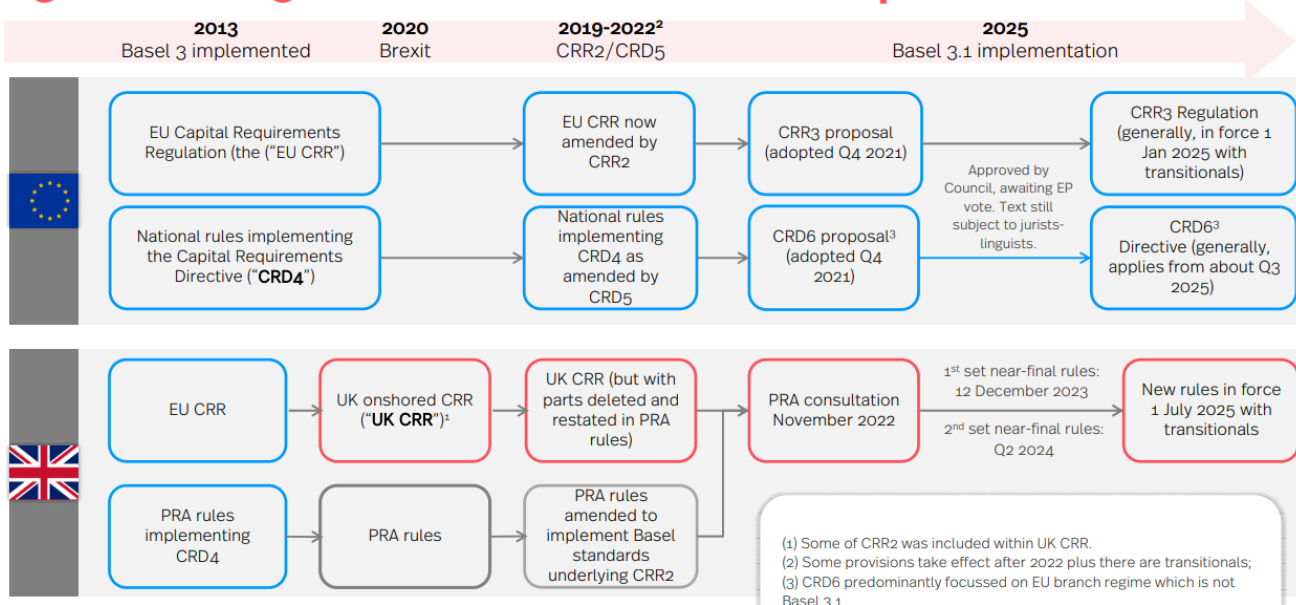 2013
Basel 3 implemented
2020
Brexit
2019-2022²
CRR2/CRD5
2025
Basel 3.1 implementation
EU Capital Requirements
Regulation (the (“EU CRR”)
EU CRR now
amended by
CRR2
CRR3 proposal
(adopted Q4 2021)
CRR3 Regulation
(generally, in force 1
Jan 2025 with
transitionals)
Approved by
Council, awaiting EP
vote. Text still
subject to jurists-
linguists.
National rules implementing
the Capital Requirements
Directive (“CRD4”)
National rules
implementing
CRD4 as
amended by
CRD5
CRD6 proposal³
(adopted Q4
2021)
CRD6³
Directive (generally,
applies from about Q3
2025)
EU CRR
UK onshored CRR
(“UK CRR”)¹
UK CRR (but with
parts deleted and
restated in PRA
rules)
PRA consultation
November 2022
1st set near-final rules:
12 December 2023
2nd set near-final rules:
Q2 2024
New rules in force
1 July 2025 with
transitionals
PRA rules
implementing
CRD4
PRA rules
PRA rules
amended to
implement Basel
standards
underlying CRR2
(1) Some of CRR2 was included within UK CRR.
(2) Some provisions take effect after 2022 plus there are transitionals;
(3) CRD6 predominantly focussed on EU branch regime which is not
Basel 3.1